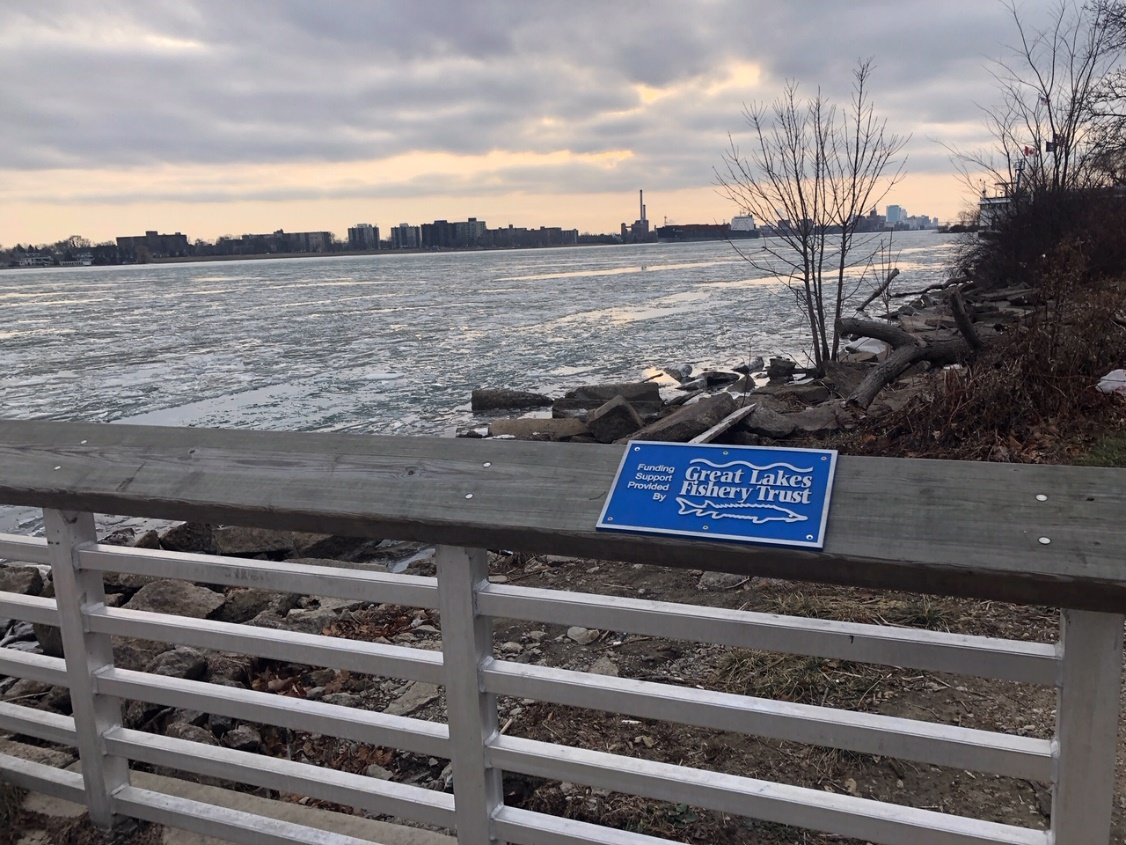 Funding
Support
Provided
By
Great Lakes
Fishery Trust